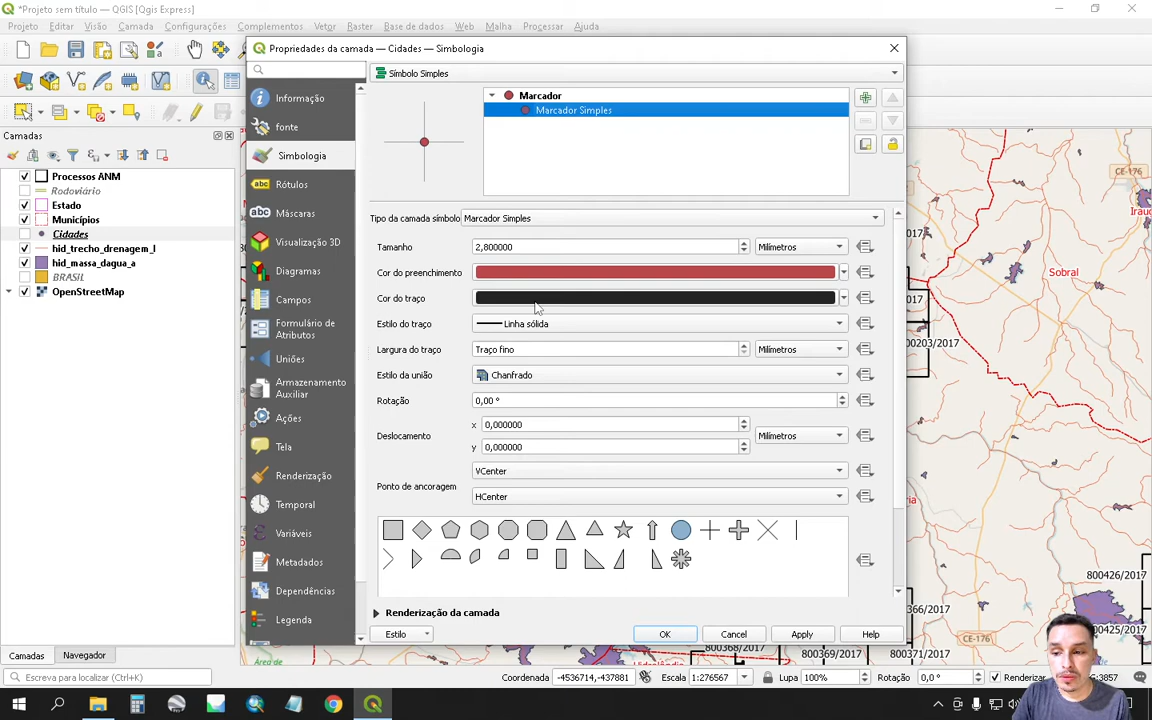 *Projeto sem título — QGIS [Qgis Express]
Projeto Editar Visão Camada Configurações Complementos Vetor Raster Base de dados Web Malha Processar Ajuda
Propriedades da camada — Cidades — Simbologia
Símbolo Simples
Informação
fonte
Simbologia
Rótulos
Máscaras
Visualização 3D
Diagramas
Campos
Formulário de
Atributos
Uniões
Armazenamento
Auxiliar
Ações
Tela
Renderização
Temporal
Variáveis
Metadados
Dependências
Legenda
Marcador
Marcador Simples
Tipo da camada símbolo Marcador Simples
Tamanho 2,800000 Milímetros
Cor do preenchimento
Cor do traço
Estilo do traço Linha sólida
Largura do traço Traço fino Milímetros
Estilo da união Chanfrado
Rotação 0,00 °
Deslocamento x 0,000000 Milímetros
y 0,000000
Ponto de ancoragem VCenter
HCenter
Renderização da camada
Estilo OK Cancel Apply Help
Camadas
Processos ANM
Rodoviário
Estado
Municípios
Cidades
hid_trecho_drenagem_l
hid_massa_dagua_a
BRASIL
OpenStreetMap
abc
abc
CE-176
Sobral
800426/2017
CE-176
800368/2017
800369/2017
800371/2017
Camadas Navegador
Escreva para localizar (Ctrl+K)
Coordenada -4536714,-437881 Escala 1:276567 Lupa 100% Rotação 0,0 ° Renderizar